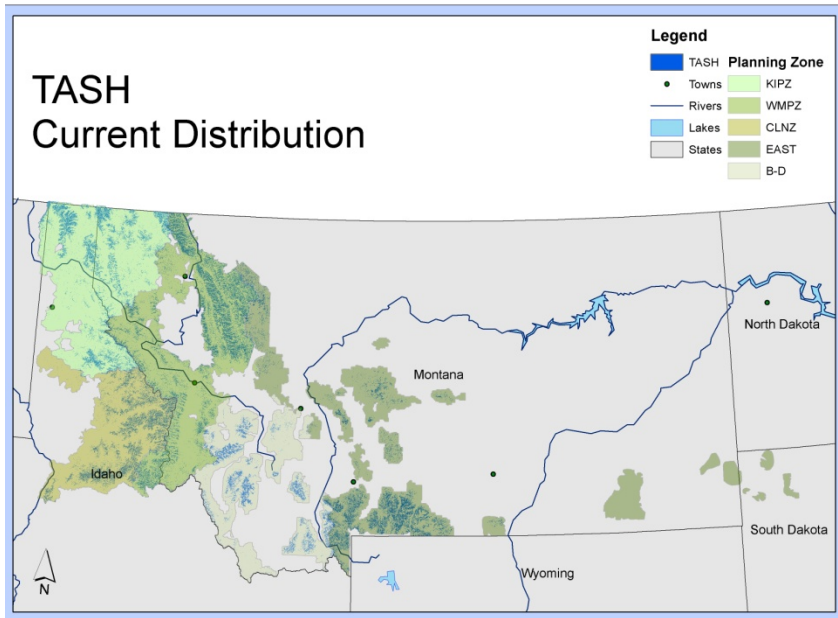 TASH
Current Distribution
Legend
TASH
Towns
Rivers
Lakes
States
Planning Zone
KIPZ
WMPZ
CLNZ
EAST
B-D
North Dakota
Montana
Idaho
South Dakota
Wyoming
N